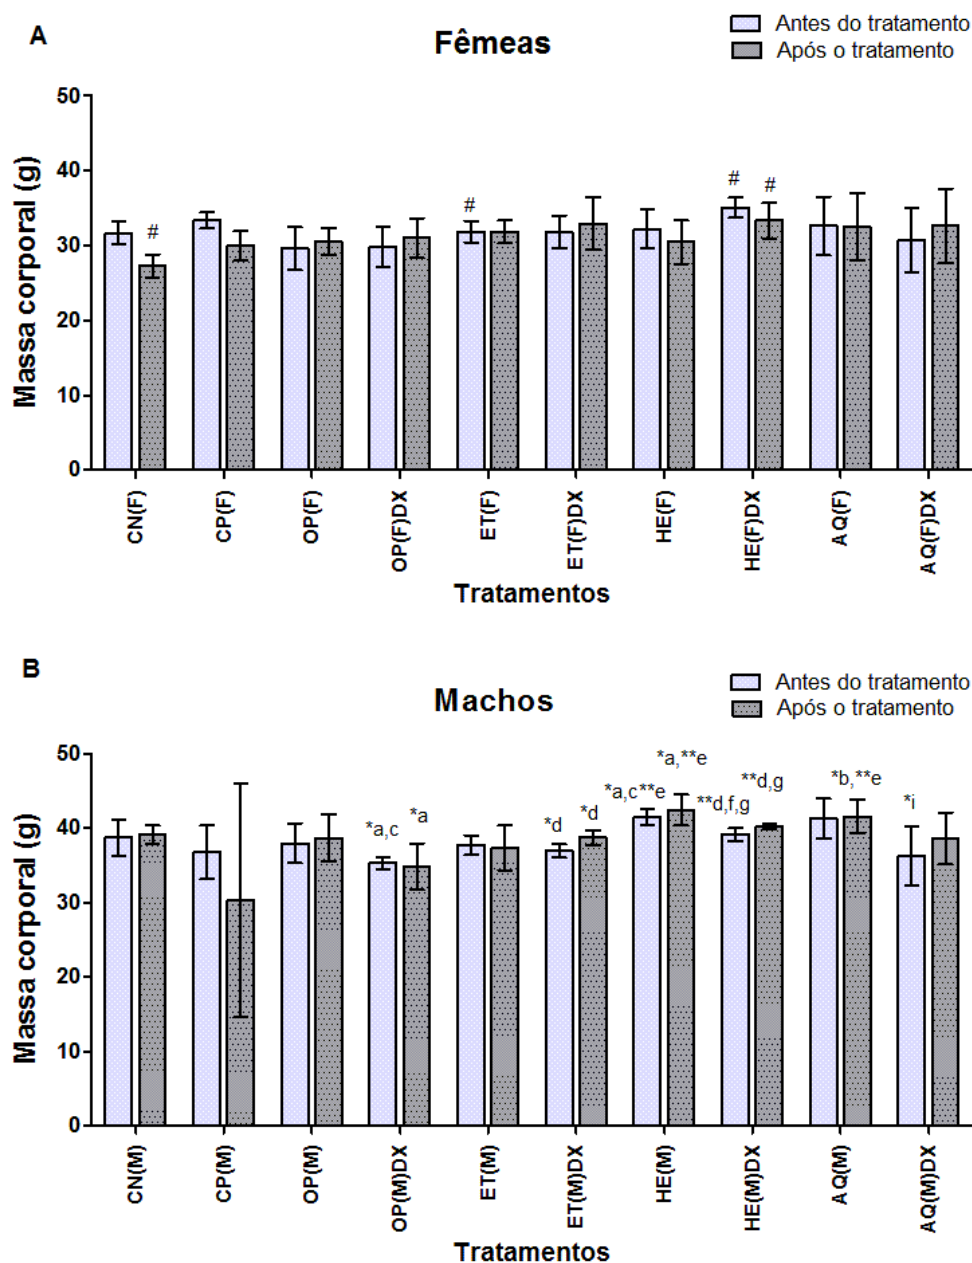 A
Fêmeas
Antes do tratamento
Após o tratamento
Massa corporal (g)
50
40
30
20
10
0
# # # #
CN(F) CP(F) OP(F) OP(F)DX ET(F) ET(F)DX HE(F) HE(F)DX AQ(F) AQ(F)DX
Tratamentos
B
Machos
Antes do tratamento
Após o tratamento
Massa corporal (g)
50
40
30
20
10
0
*a,c *a *d *d *a,c**e *a,**e **d,f,g **d,g *b,**e *i
CN(M) CP(M) OP(M) OP(M)DX ET(M) ET(M)DX HE(M) HE(M)DX AQ(M) AQ(M)DX
Tratamentos